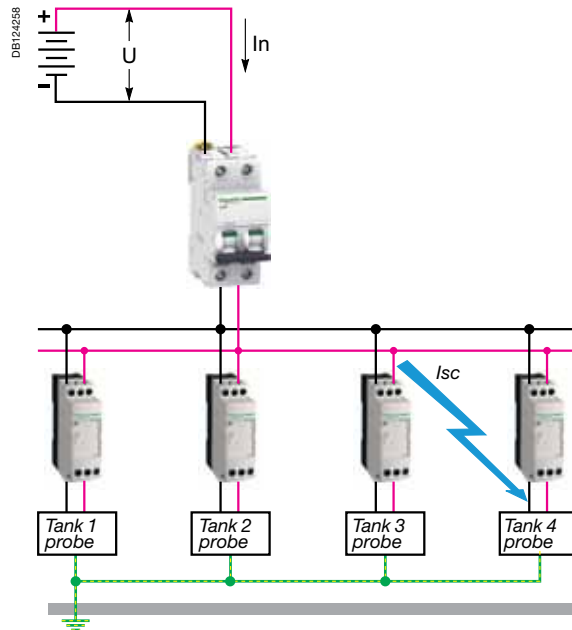 DB124258
+
U
In
-
Isc
Tank 1
probe
Tank 2
probe
Tank 3
probe
Tank 4
probe